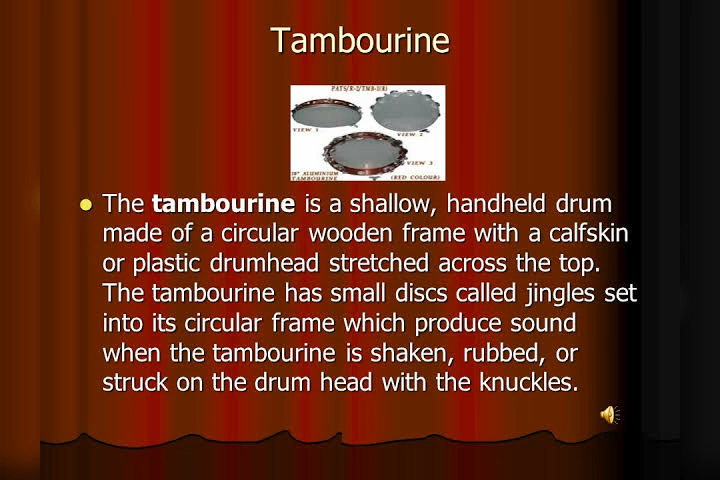 Tambourine
PATS/R-2/TMB-1(R)
VIEW 1
VIEW 2
VIEW 3
10" ALUMINIUM
TAMBOURINE
(RED COLOUR)
The tambourine is a shallow, handheld drum
made of a circular wooden frame with a calfskin
or plastic drumhead stretched across the top.
The tambourine has small discs called jingles set
into its circular frame which produce sound
when the tambourine is shaken, rubbed, or
struck on the drum head with the knuckles.